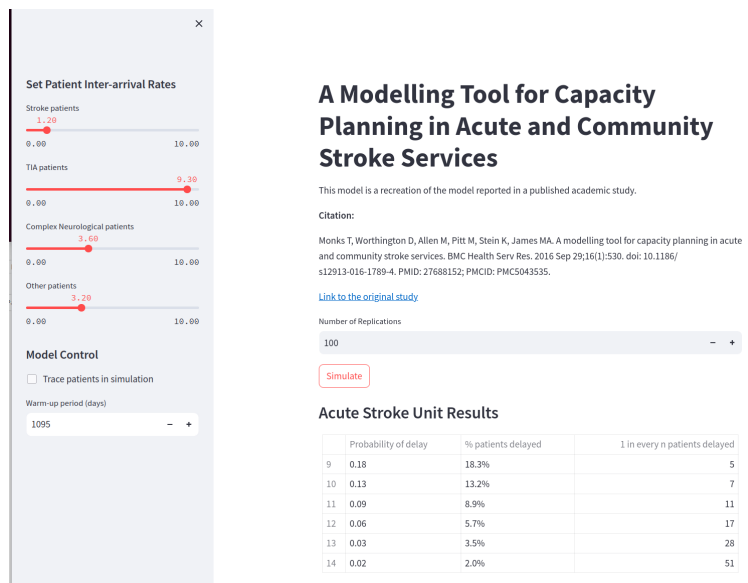 ×
Set Patient Inter-arrival Rates
Stroke patients
1.20
0.00 10.00
TIA patients
9.30
0.00 10.00
Complex Neurological patients
3.60
0.00 10.00
Other patients
3.20
0.00 10.00
Model Control
Trace patients in simulation
Warm-up period (days)
1095 − +
A Modelling Tool for Capacity
Planning in Acute and Community
Stroke Services
This model is a recreation of the model reported in a published academic study.
Citation:
Monks T, Worthington D, Allen M, Pitt M, Stein K, James MA. A modelling tool for capacity planning in acute
and community stroke services. BMC Health Serv Res. 2016 Sep 29;16(1):530. doi: 10.1186/
s12913-016-1789-4. PMID: 27688152; PMCID: PMC5043535.
Link to the original study
Number of Replications
100 − +
Simulate
Acute Stroke Unit Results
Probability of delay % patients delayed 1 in every n patients delayed
9 0.18 18.3% 5
10 0.13 13.2% 7
11 0.09 8.9% 11
12 0.06 5.7% 17
13 0.03 3.5% 28
14 0.02 2.0% 51